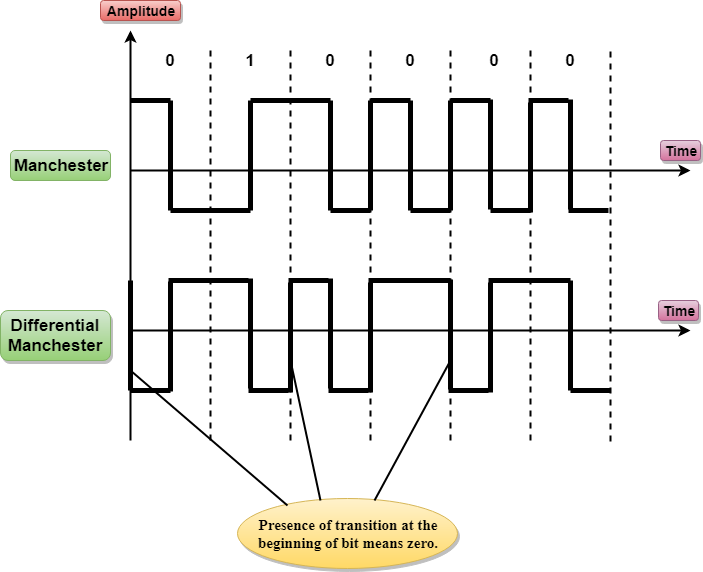 Amplitude
0 1 0 0 0 0
Manchester
Time
Differential
Manchester
Time
Presence of transition at the
beginning of bit means zero.